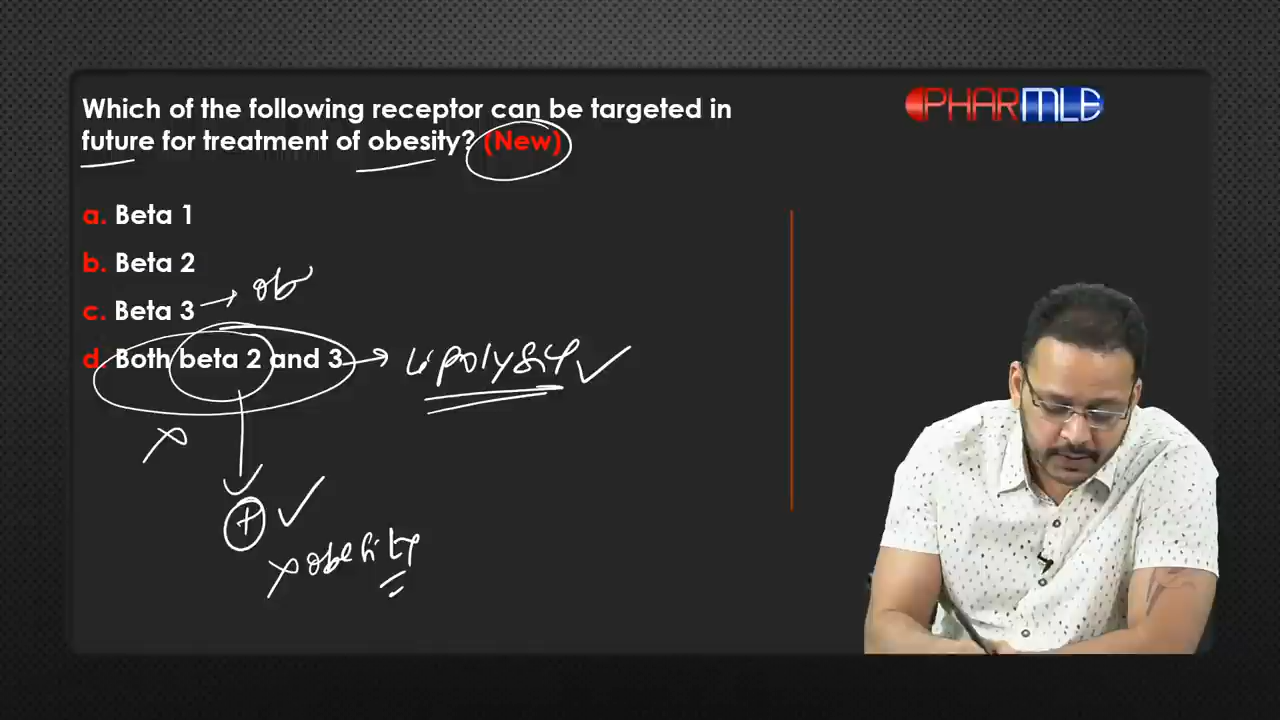 PHARMLE
Which of the following receptor can be targeted in
future for treatment of obesity? (New)
a. Beta 1
b. Beta 2
c. Beta 3 → ob
d. Both beta 2 and 3 → Lipolysis ✓
x
+ ✓
x obesity